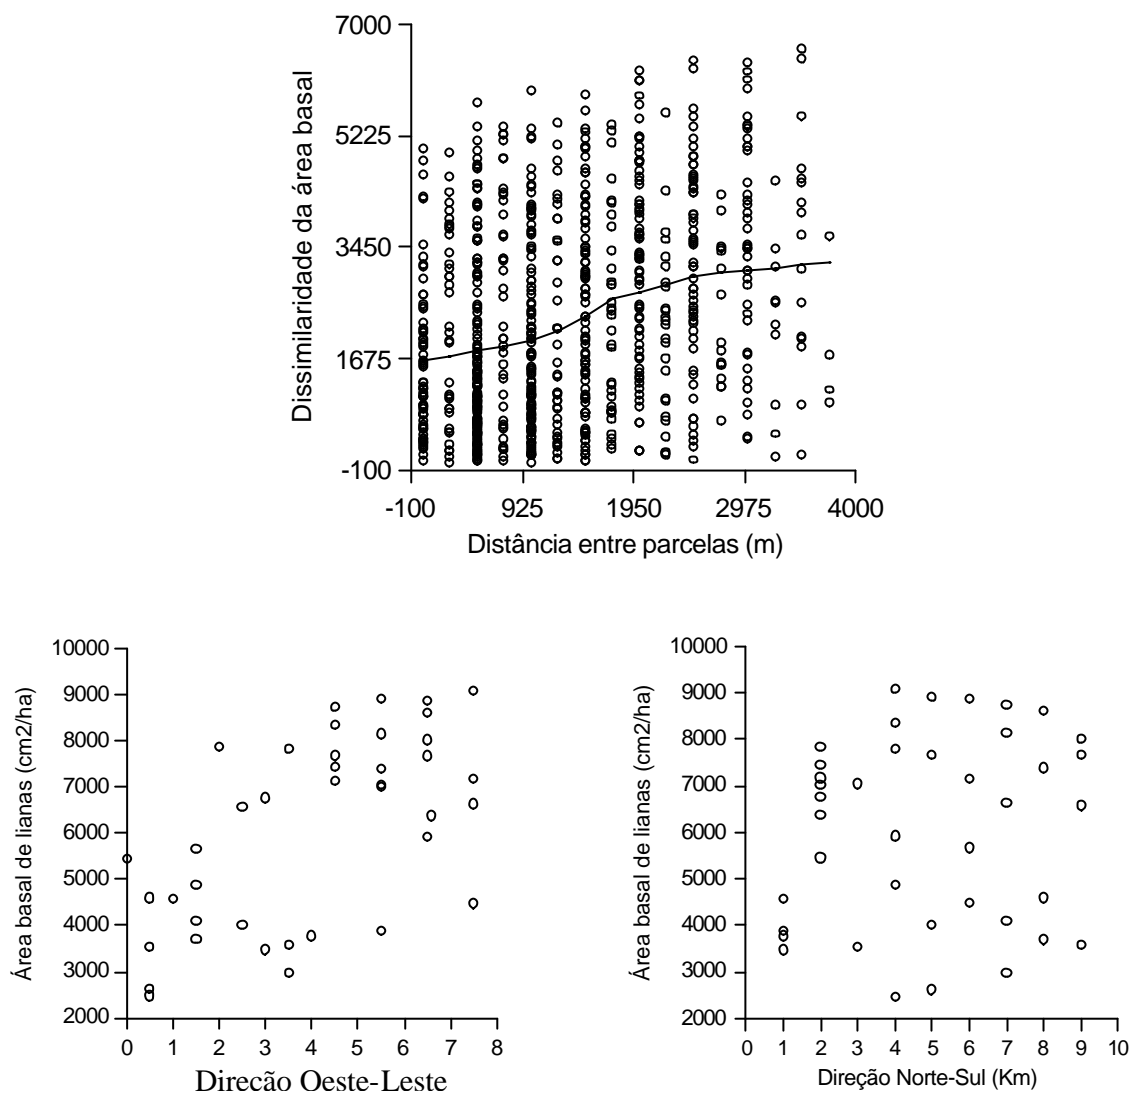 7000
5225
3450
1675
-100
Dissimilaridade da área basal
-100 925 1950 2975 4000
Distância entre parcelas (m)
10000
9000
8000
7000
6000
5000
4000
3000
2000
Área basal de lianas (cm2/ha)
0 1 2 3 4 5 6 7 8
Direcão Oeste-Leste
10000
9000
8000
7000
6000
5000
4000
3000
2000
Área basal de lianas (cm2/ha)
0 1 2 3 4 5 6 7 8 9 10
Direção Norte-Sul (Km)